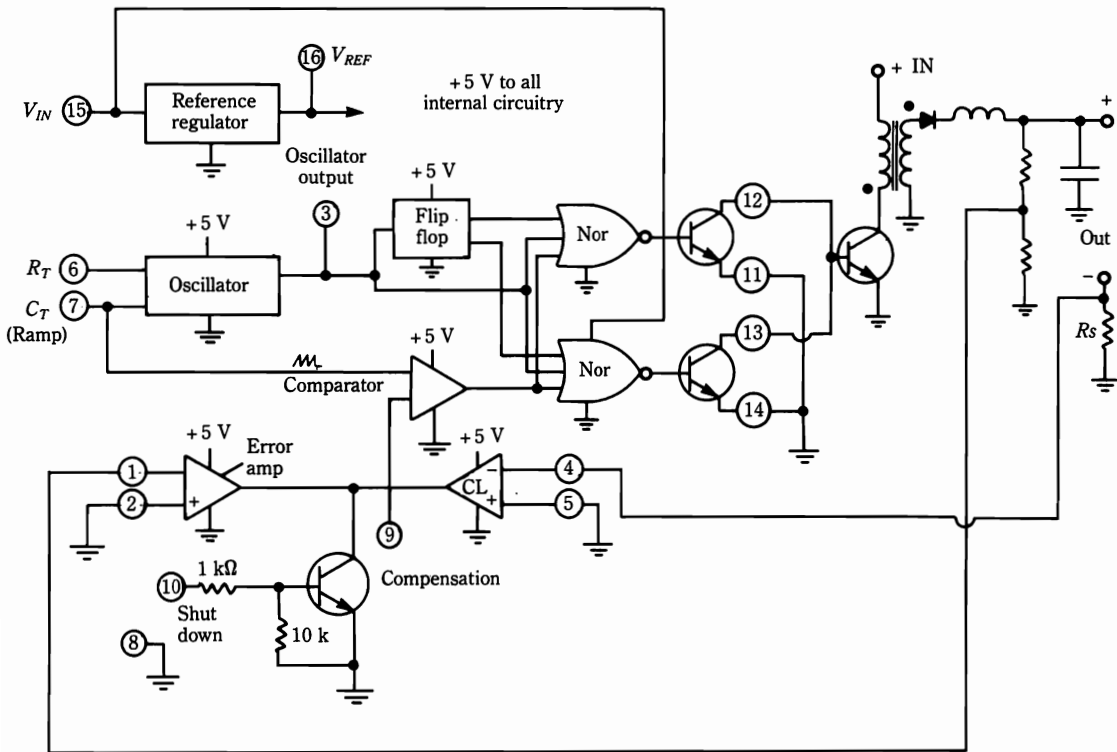 16 V_REF
+ IN
V_IN 15
Reference
regulator
+5 V to all
internal circuitry
+
Oscillator
output
+5 V
3
Flip
flop
Nor
12
11
Out
−
R_s
+5 V
R_T 6
Oscillator
C_T 7
(Ramp)
+5 V
Comparator
Nor
13
14
+5 V
Error
amp
1
2
+
+5 V
CL
−
+
4
5
9
Compensation
10
1 kΩ
Shut
down
10 k
8